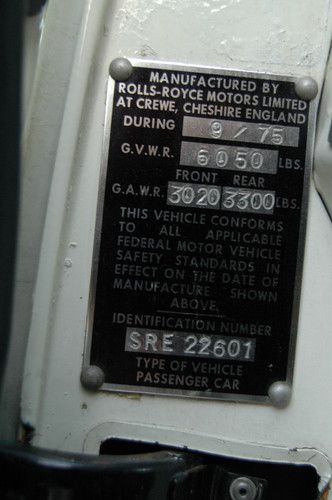 MANUFACTURED BY
ROLLS-ROYCE MOTORS LIMITED
AT CREWE, CHESHIRE ENGLAND
DURING 9/75
G.V.W.R. 6050 LBS.
FRONT REAR
G.A.W.R. 3020 3300 LBS.
THIS VEHICLE CONFORMS
TO ALL APPLICABLE
FEDERAL MOTOR VEHICLE
SAFETY STANDARDS IN
EFFECT ON THE DATE OF
MANUFACTURE SHOWN
ABOVE.
IDENTIFICATION NUMBER
SRE 22601
TYPE OF VEHICLE
PASSENGER CAR